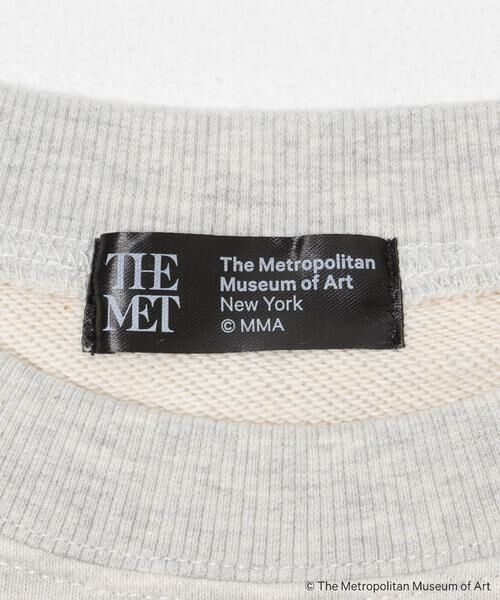 THE
MET
The Metropolitan
Museum of Art
New York
© MMA
© The Metropolitan Museum of Art